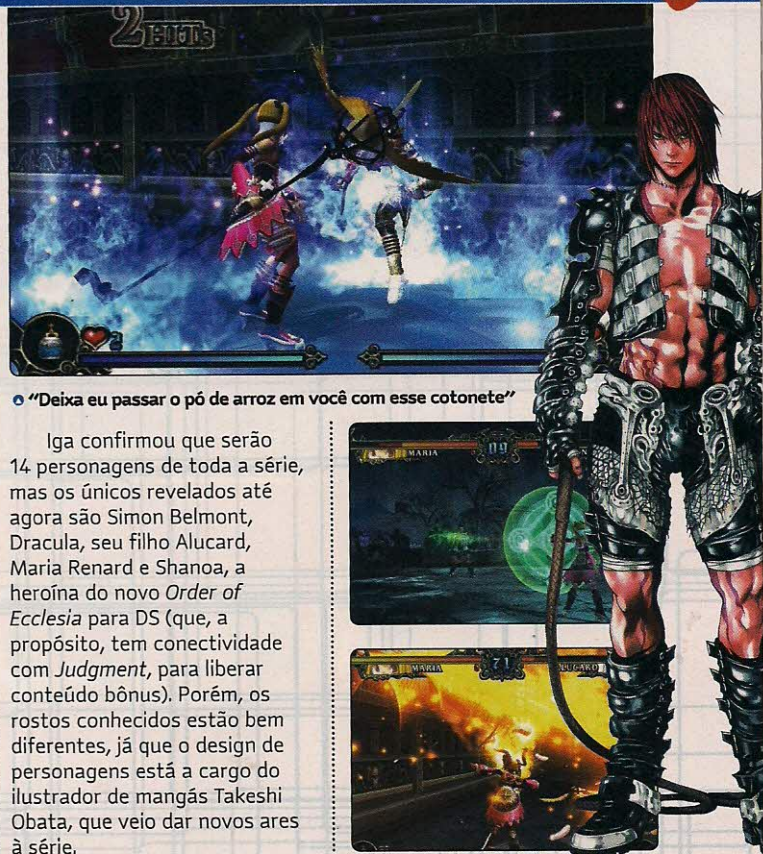 2 HITS
2
"Deixa eu passar o pó de arroz em você com esse cotonete"
Iga confirmou que serão
14 personagens de toda a série,
mas os únicos revelados até
agora são Simon Belmont,
Dracula, seu filho Alucard,
Maria Renard e Shanoa, a
heroína do novo Order of
Ecclesia para DS (que, a
propósito, tem conectividade
com Judgment, para liberar
conteúdo bônus). Porém, os
rostos conhecidos estão bem
diferentes, já que o design de
personagens está a cargo do
ilustrador de mangás Takeshi
Obata, que veio dar novos ares
à série.
MARIA
MARIA 71